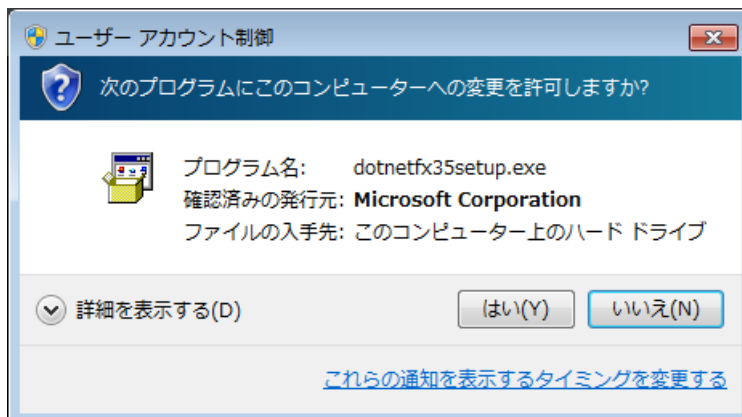 ユーザー アカウント制御
次のプログラムにこのコンピューターへの変更を許可しますか?
プログラム名: dotnetfx35setup.exe
確認済みの発行元: Microsoft Corporation
ファイルの入手先: このコンピューター上のハード ドライブ
詳細を表示する(D) はい(Y) いいえ(N)
これらの通知を表示するタイミングを変更する